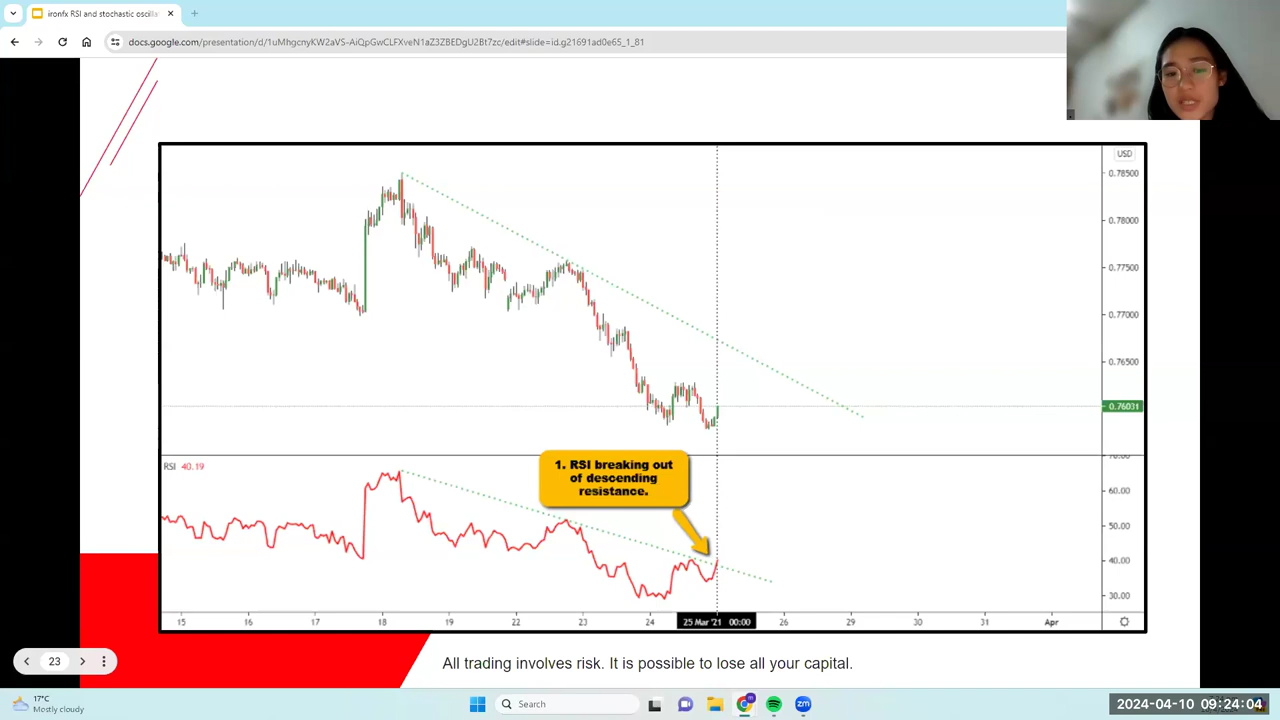 ironfx RSI and stochastic oscilla
docs.google.com/presentation/d/1uMhgcnyKW2aVS-AiQpGwCLFXveN1aZ3ZBEDgU2Bt7zc/edit#slide=id.g21691ad0e65_1_81
USD
0.78500
0.78000
0.77500
0.77000
0.76500
0.76031
RSI 40.19
1. RSI breaking out
of descending
resistance.
70.00
60.00
50.00
40.00
30.00
15 16 17 18 19 22 23 24 25 Mar '21 00:00 26 29 30 31 Apr
23
All trading involves risk. It is possible to lose all your capital.
17°C
Mostly cloudy
Search
zm
2024-04-10 09:24:04